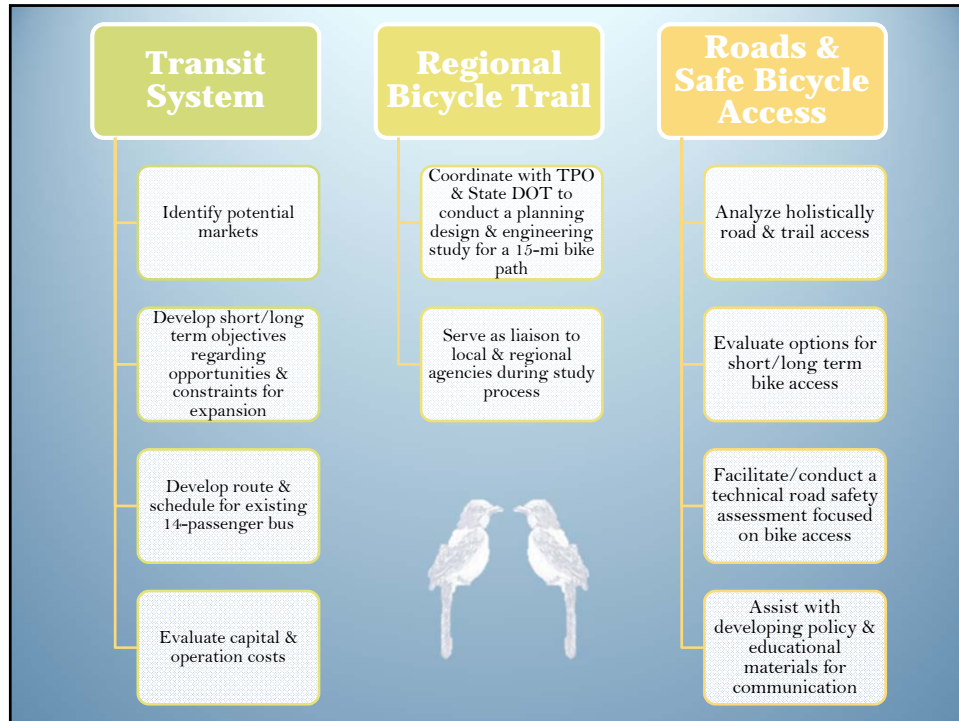 Transit
System
Identify potential
markets
Develop short/long
term objectives
regarding
opportunities &
constraints for
expansion
Develop route &
schedule for existing
14-passenger bus
Evaluate capital &
operation costs
Regional
Bicycle Trail
Coordinate with TPO
& State DOT to
conduct a planning
design & engineering
study for a 15-mi bike
path
Serve as liaison to
local & regional
agencies during study
process
Roads &
Safe Bicycle
Access
Analyze holistically
road & trail access
Evaluate options for
short/long term
bike access
Facilitate/conduct a
technical road safety
assessment focused
on bike access
Assist with
developing policy &
educational
materials for
communication